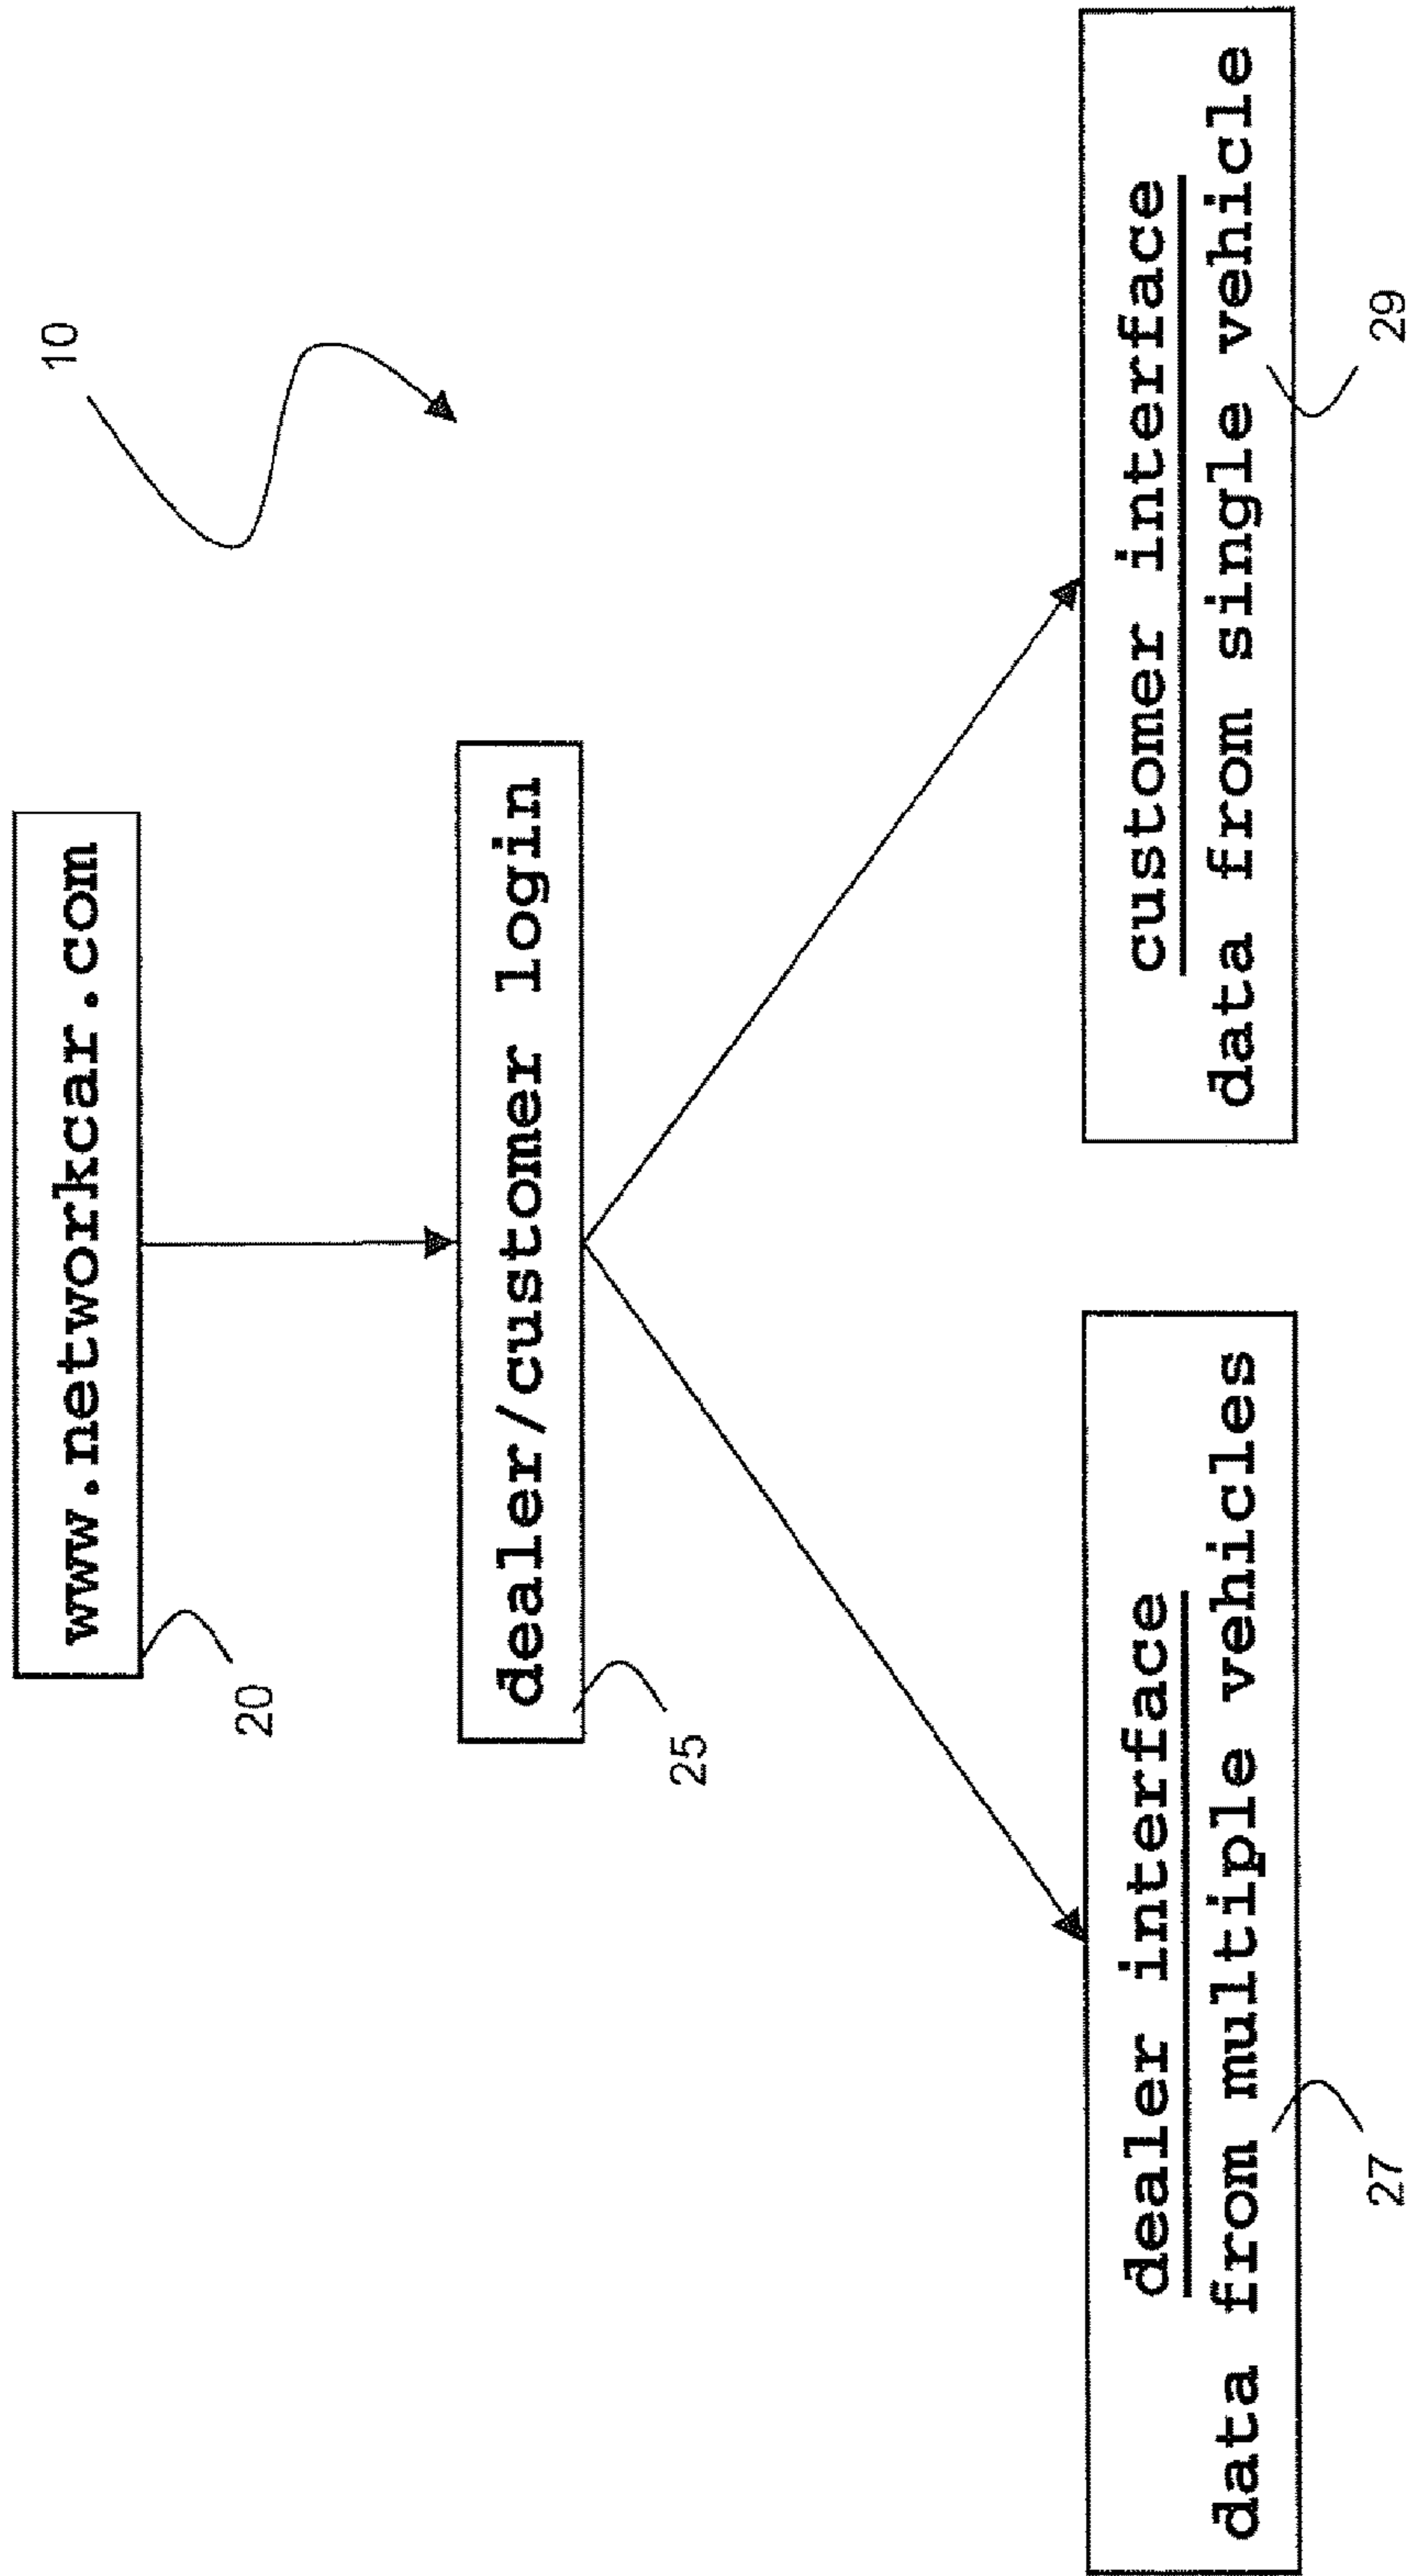 10
www.networkcar.com
20
dealer/customer login
25
dealer interface
data from multiple vehicles
27
customer interface
data from single vehicle
29